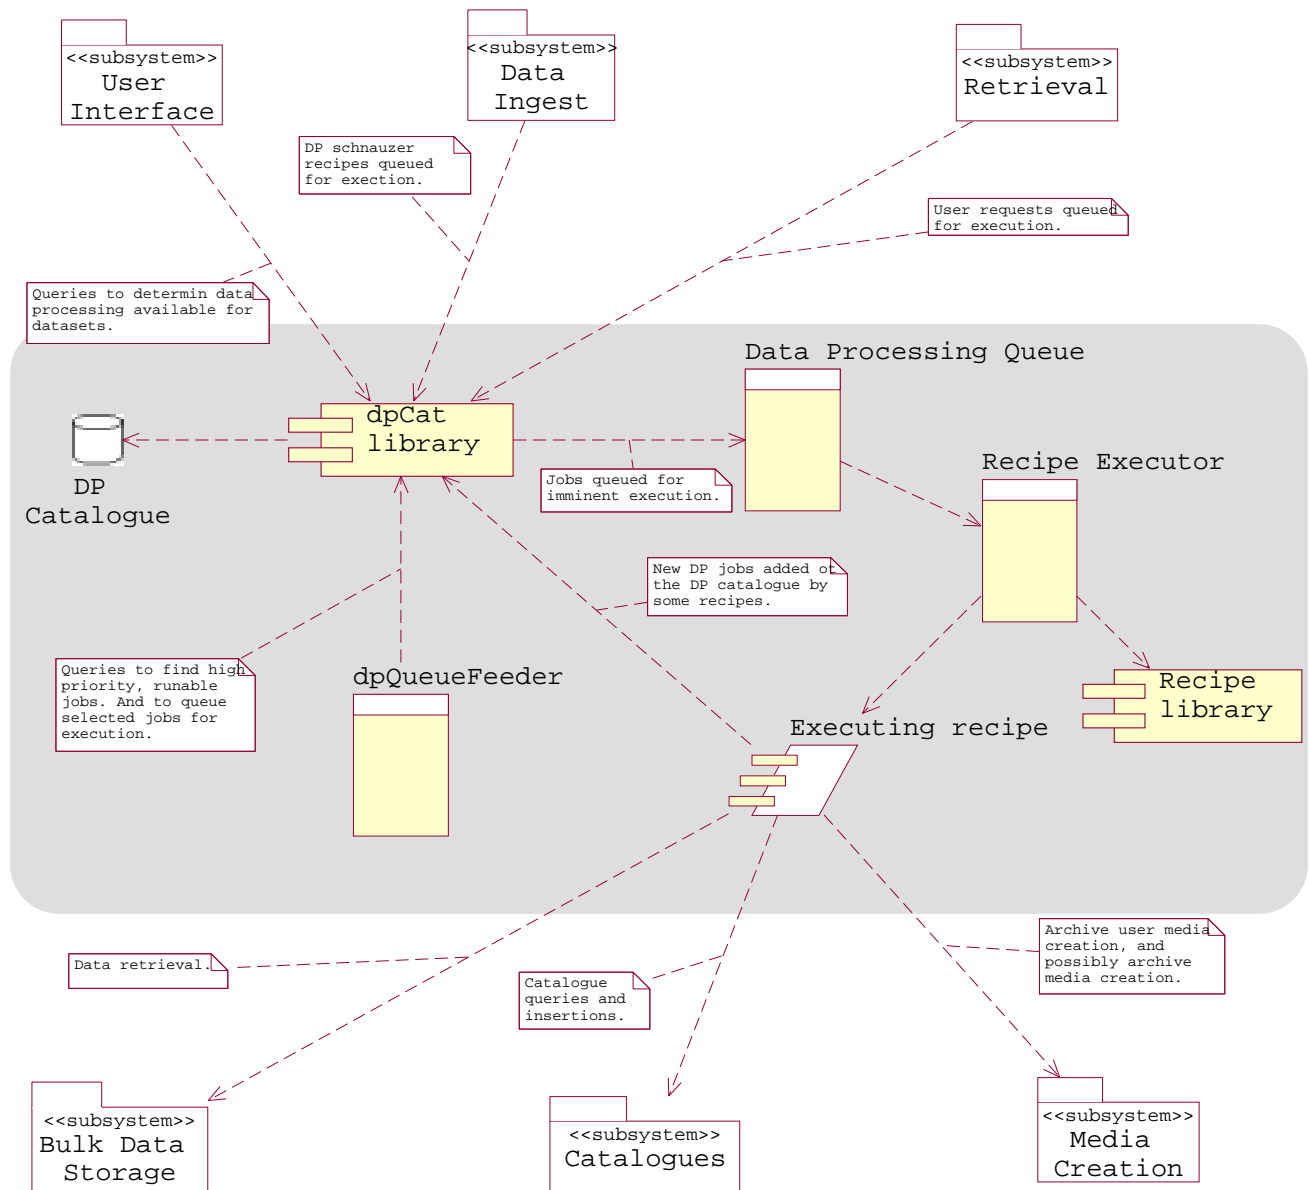 <<subsystem>>
User
Interface
<<subsystem>>
Data
Ingest
<<subsystem>>
Retrieval
DP schnauzer
recipes queued
for exection.
User requests queued
for execution.
Queries to determin data
processing available for
datasets.
Data Processing Queue
dpCat
library
DP
Catalogue
Jobs queued for
imminent execution.
Recipe Executor
New DP jobs added ot
the DP catalogue by
some recipes.
Queries to find high
priority, runable
jobs. And to queue
selected jobs for
execution.
dpQueueFeeder
Recipe
library
Executing recipe
Data retrieval.
Catalogue
queries and
insertions.
Archive user media
creation, and
possibly archive
media creation.
<<subsystem>>
Bulk Data
Storage
<<subsystem>>
Catalogues
<<subsystem>>
Media
Creation